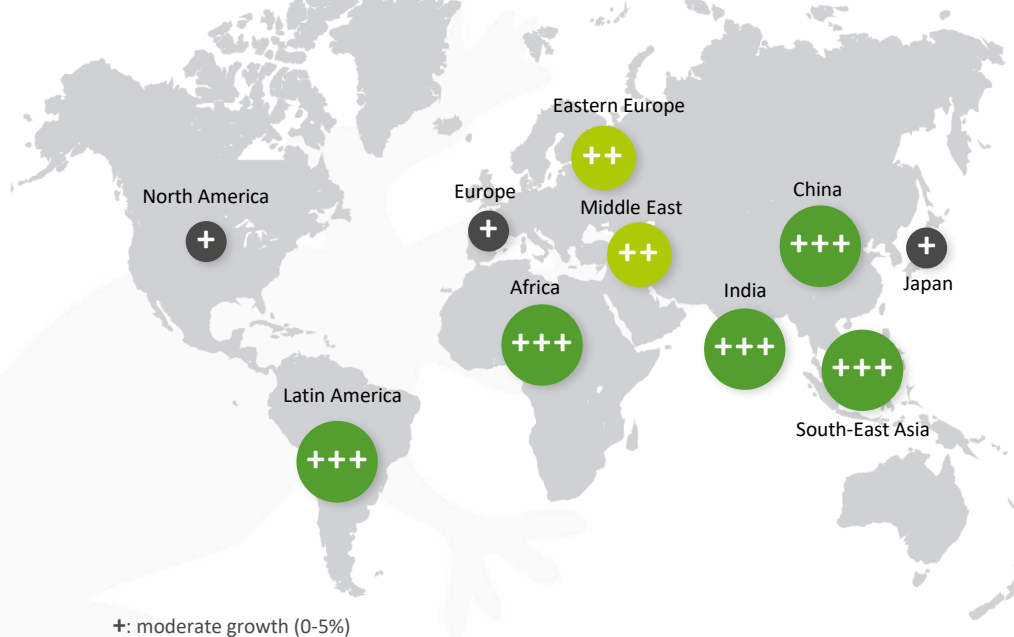 Eastern Europe
++
North America
+
Europe
+
Middle East
++
China
+++
Japan
+
Africa
+++
India
+++
South-East Asia
+++
Latin America
+++
+: moderate growth (0-5%)